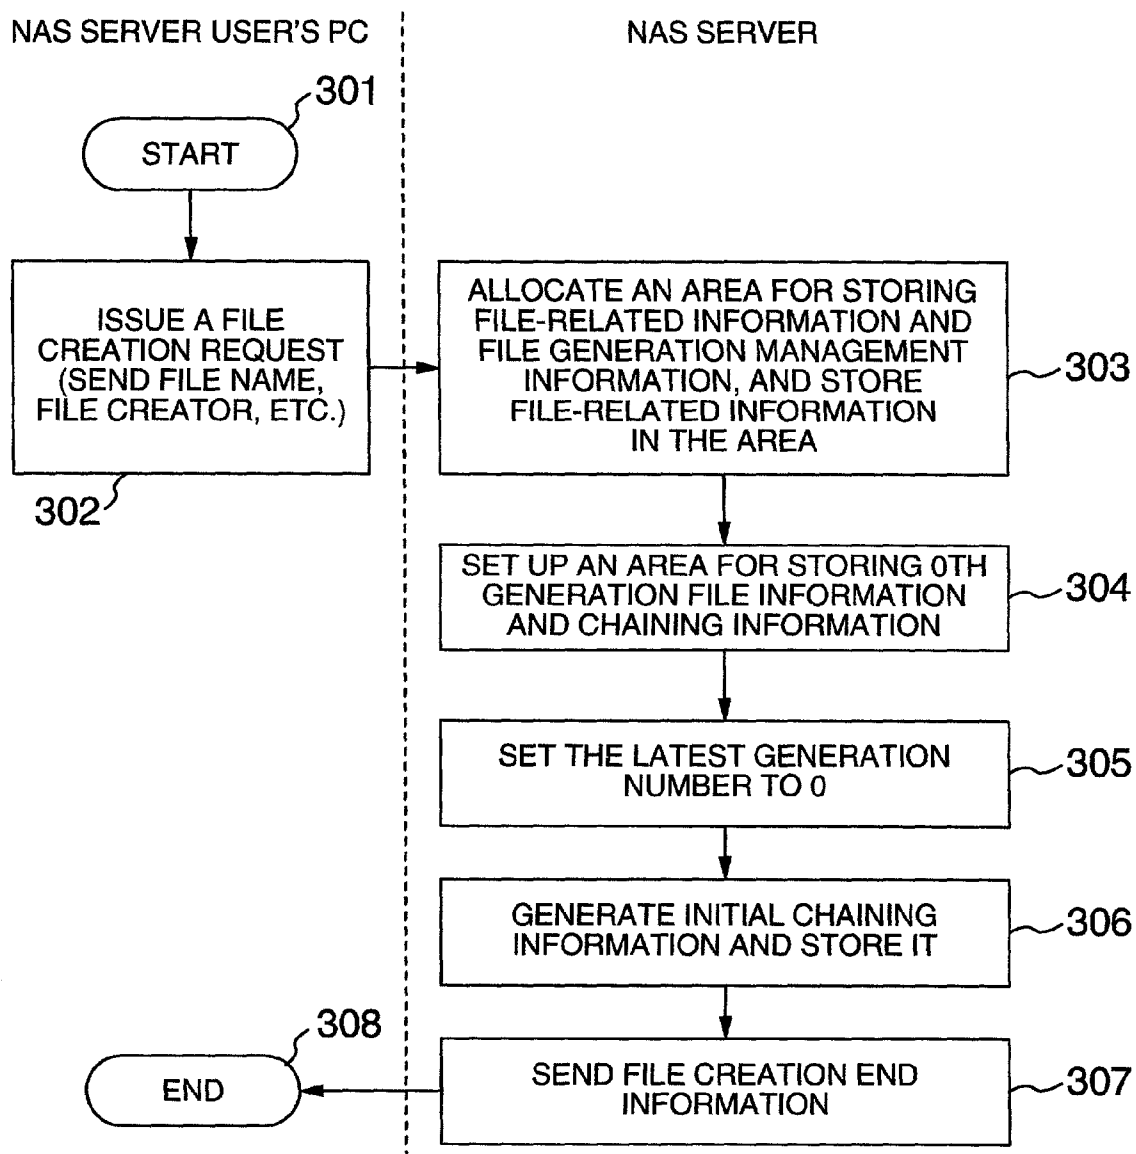 NAS SERVER USER'S PC
NAS SERVER
301
START
ISSUE A FILE
CREATION REQUEST
(SEND FILE NAME,
FILE CREATOR, ETC.)
302
ALLOCATE AN AREA FOR STORING
FILE-RELATED INFORMATION AND
FILE GENERATION MANAGEMENT
INFORMATION, AND STORE
FILE-RELATED INFORMATION
IN THE AREA
303
SET UP AN AREA FOR STORING 0TH
GENERATION FILE INFORMATION
AND CHAINING INFORMATION
304
SET THE LATEST GENERATION
NUMBER TO 0
305
GENERATE INITIAL CHAINING
INFORMATION AND STORE IT
306
SEND FILE CREATION END
INFORMATION
307
308
END